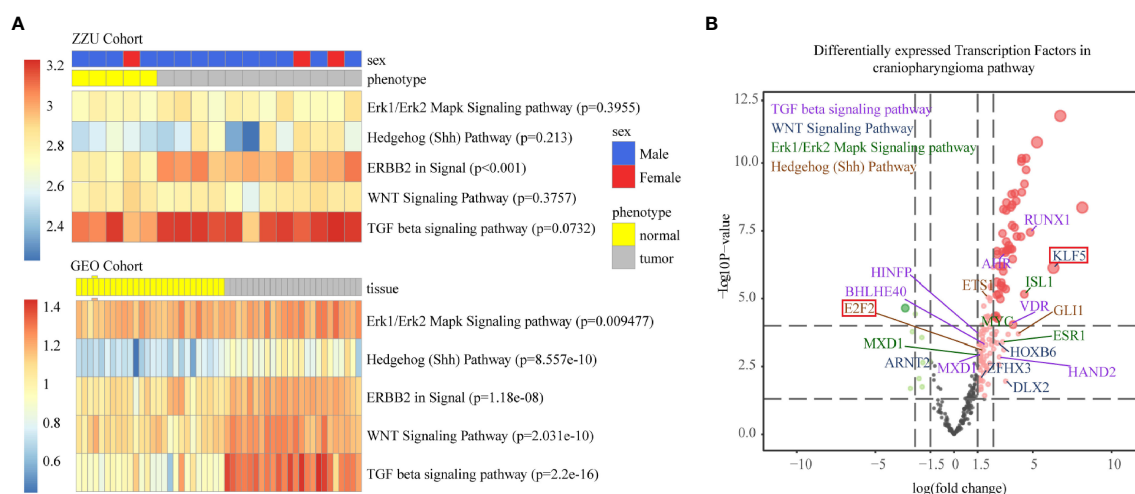 A
ZZU Cohort
3.2
3
2.8
2.6
2.4
sex
phenotype
Erk1/Erk2 Mapk Signaling pathway (p=0.3955)
Hedgehog (Shh) Pathway (p=0.213)
ERBB2 in Signal (p<0.001)
WNT Signaling Pathway (p=0.3757)
TGF beta signaling pathway (p=0.0732)
sex
Male
Female
phenotype
normal
tumor
GEO Cohort
1.4
1.2
1
0.8
0.6
tissue
Erk1/Erk2 Mapk Signaling pathway (p=0.009477)
Hedgehog (Shh) Pathway (p=8.557e-10)
ERBB2 in Signal (p=1.18e-08)
WNT Signaling Pathway (p=2.031e-10)
TGF beta signaling pathway (p=2.2e-16)
B
Differentially expressed Transcription Factors in
craniopharyngioma pathway
−Log10P−value
12.5
10.0
7.5
5.0
2.5
0.0
TGF beta signaling pathway
WNT Signaling Pathway
Erk1/Erk2 Mapk Signaling pathway
Hedgehog (Shh) Pathway
RUNX1
KLF5
AHR
HINFP
ETS1
ISL1
BHLHE40
VDR
E2F2
GLI1
MYC
MXD1
ESR1
HOXB6
ARNT2
MXD1
ZFHX3
HAND2
DLX2
−10
−5
−1.5
0
1.5
5
10
log(fold change)